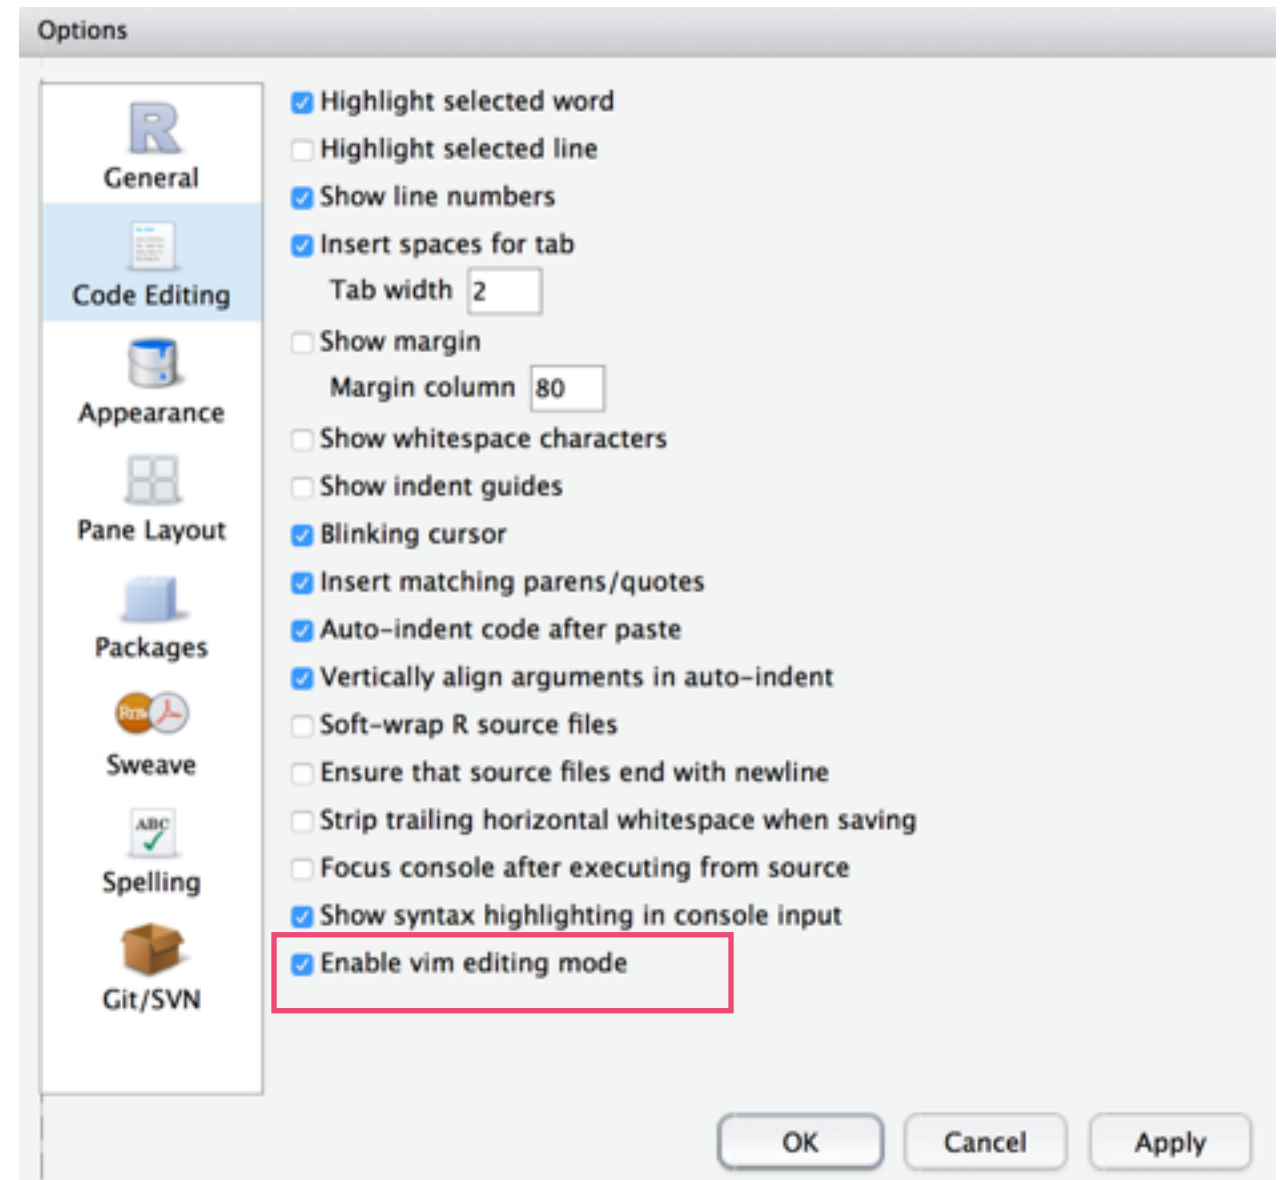 Options
General
Code Editing
Appearance
Pane Layout
Packages
Sweave
ABC
Spelling
Git/SVN
Highlight selected word
Highlight selected line
Show line numbers
Insert spaces for tab
Tab width 2
Show margin
Margin column 80
Show whitespace characters
Show indent guides
Blinking cursor
Insert matching parens/quotes
Auto-indent code after paste
Vertically align arguments in auto-indent
Soft-wrap R source files
Ensure that source files end with newline
Strip trailing horizontal whitespace when saving
Focus console after executing from source
Show syntax highlighting in console input
Enable vim editing mode
OK Cancel Apply